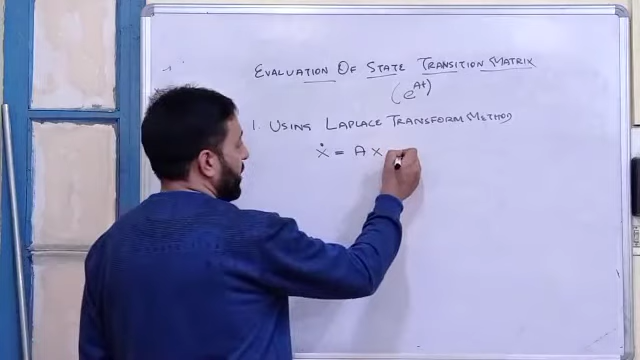 EVALUATION OF STATE TRANSITION MATRIX
(e^At)
1. USING LAPLACE TRANSFORM METHOD
ẋ = A x